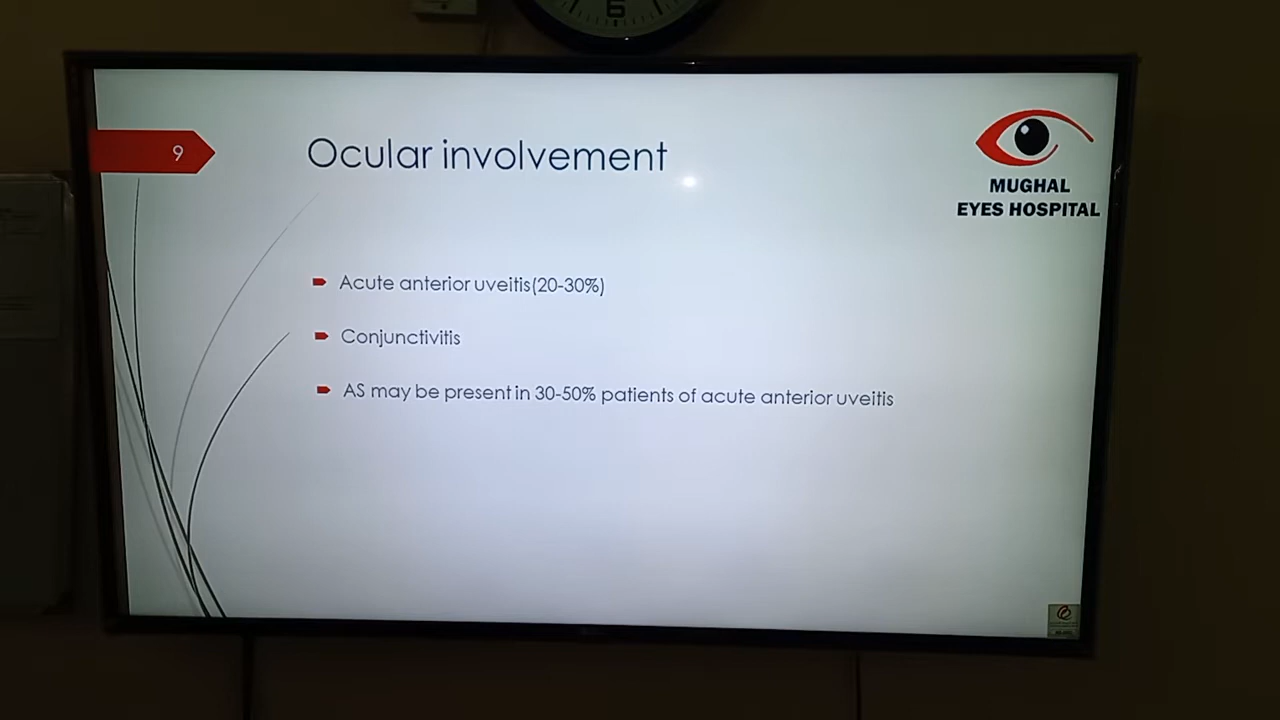 6
9
Ocular involvement
MUGHAL
EYES HOSPITAL
Acute anterior uveitis(20-30%)
Conjunctivitis
AS may be present in 30-50% patients of acute anterior uveitis